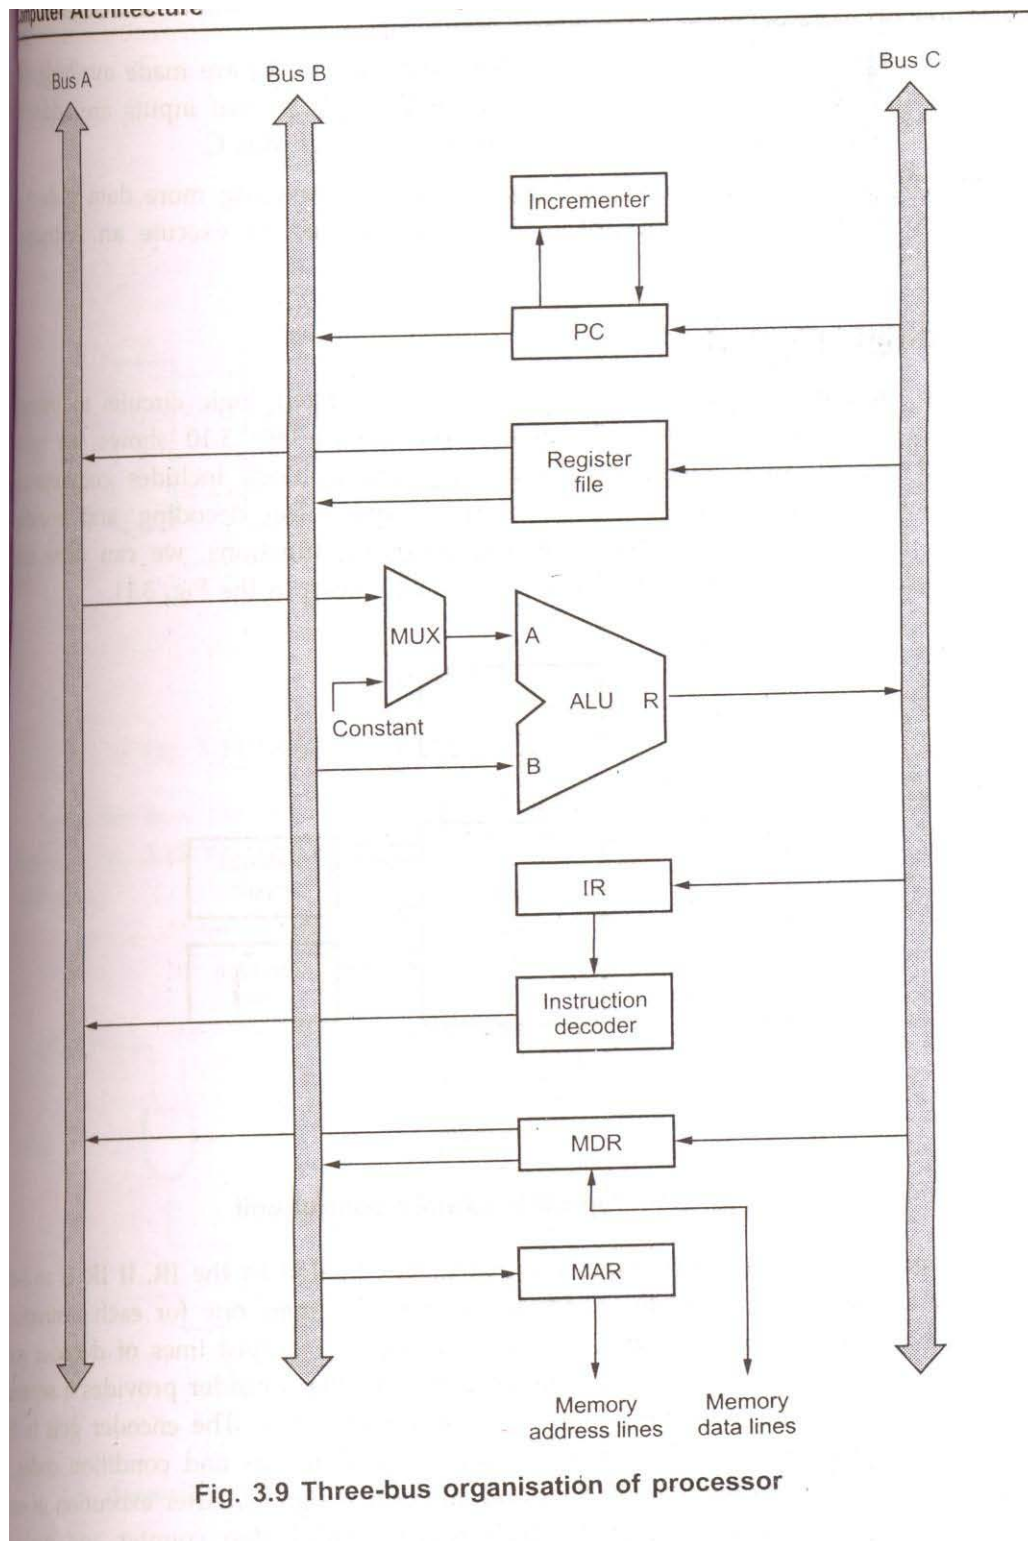 Computer Architecture
Bus A
Bus B
Bus C
Incrementer
PC
Register
file
MUX
A
ALU
R
Constant
B
IR
Instruction
decoder
MDR
MAR
Memory
address lines
Memory
data lines
Fig. 3.9 Three-bus organisation of processor